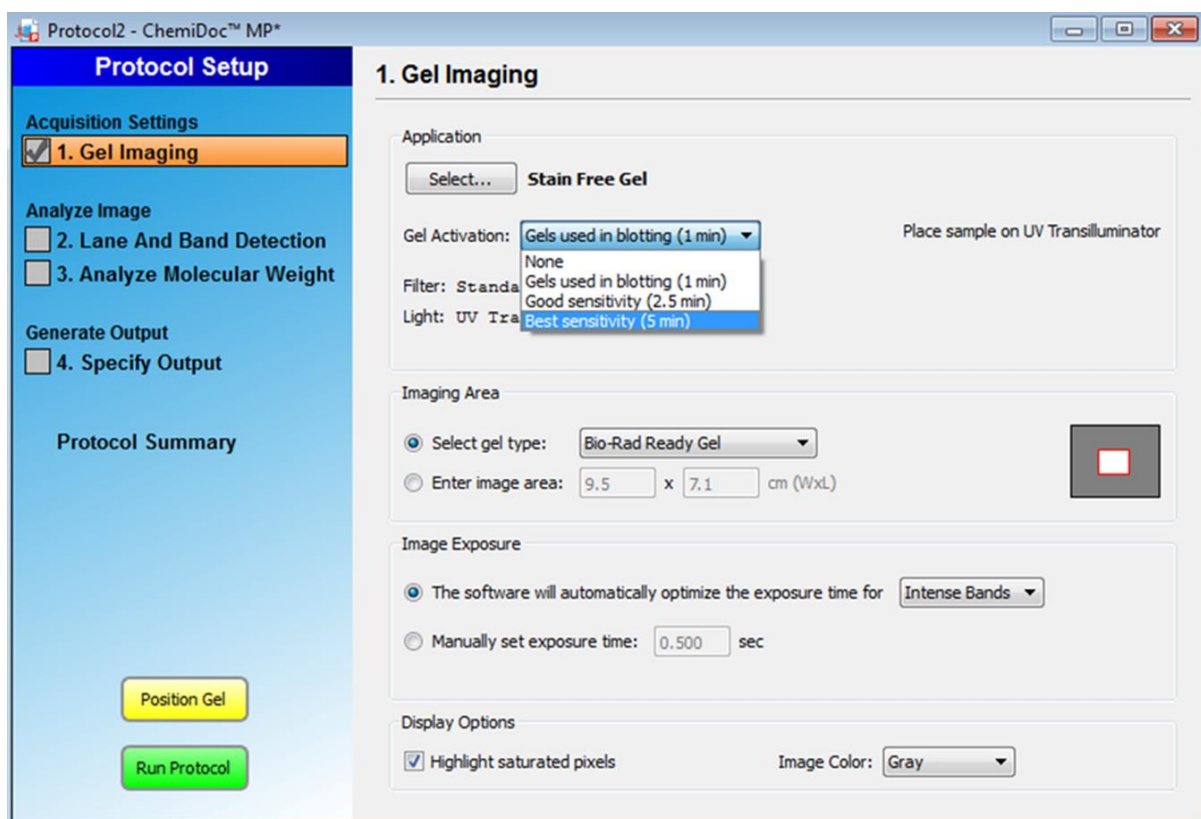 Protocol2 - ChemiDoc™ MP*
Protocol Setup
Acquisition Settings
1. Gel Imaging
Analyze Image
2. Lane And Band Detection
3. Analyze Molecular Weight
Generate Output
4. Specify Output
Protocol Summary
Position Gel
Run Protocol
1. Gel Imaging
Application
Select... Stain Free Gel
Gel Activation: Gels used in blotting (1 min) Place sample on UV Transilluminator
None
Gels used in blotting (1 min)
Good sensitivity (2.5 min)
Best sensitivity (5 min)
Filter: Standa
Light: UV Tra
Imaging Area
Select gel type: Bio-Rad Ready Gel
Enter image area: 9.5 x 7.1 cm (WxL)
Image Exposure
The software will automatically optimize the exposure time for Intense Bands
Manually set exposure time: 0.500 sec
Display Options
Highlight saturated pixels Image Color: Gray